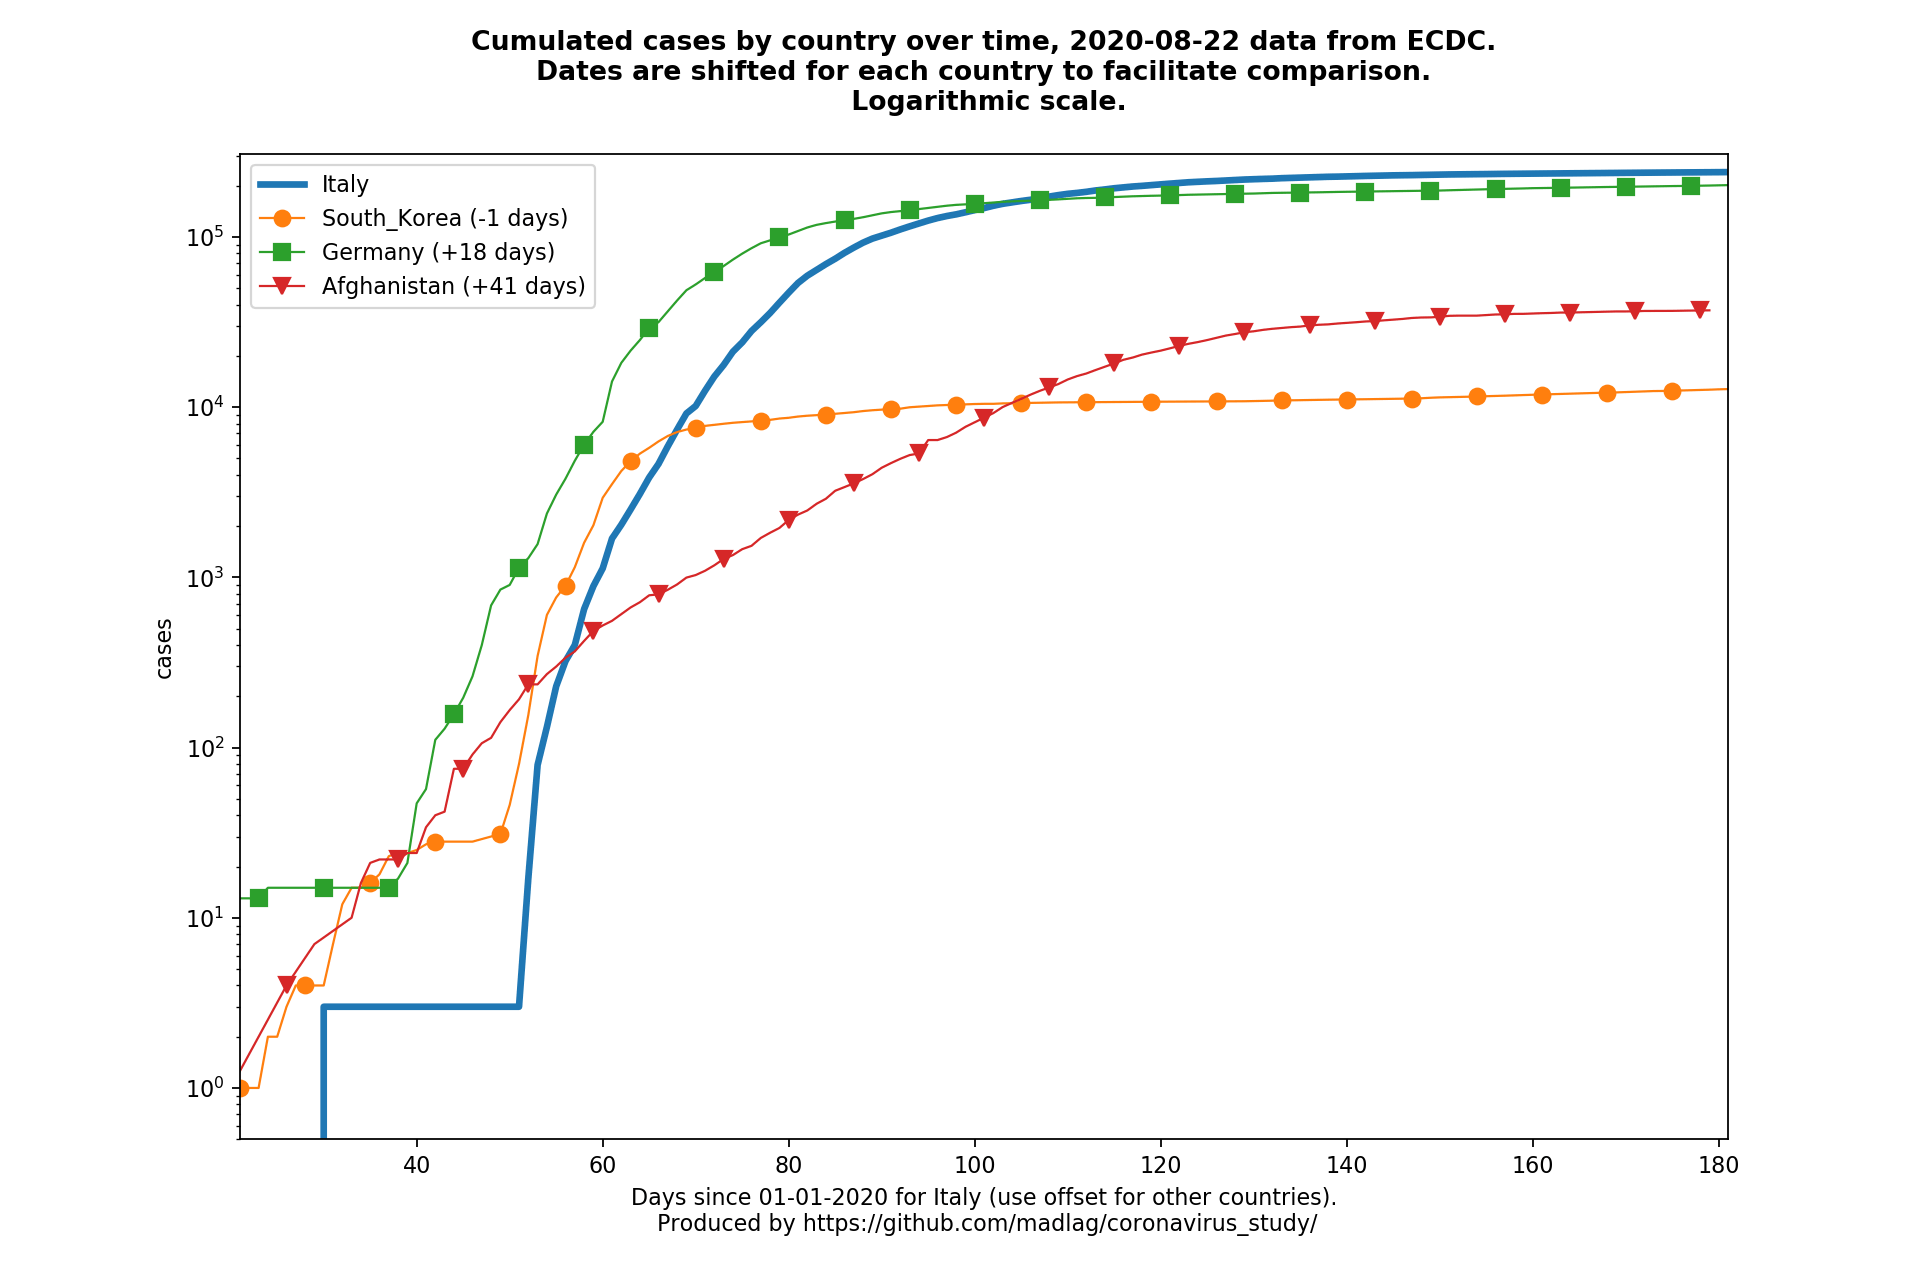 Cumulated cases by country over time, 2020-08-22 data from ECDC.
Dates are shifted for each country to facilitate comparison.
Logarithmic scale.
Italy
South_Korea (-1 days)
Germany (+18 days)
Afghanistan (+41 days)
10^5
10^4
10^3
10^2
10^1
10^0
cases
40 60 80 100 120 140 160 180
Days since 01-01-2020 for Italy (use offset for other countries).
Produced by https://github.com/madlag/coronavirus_study/